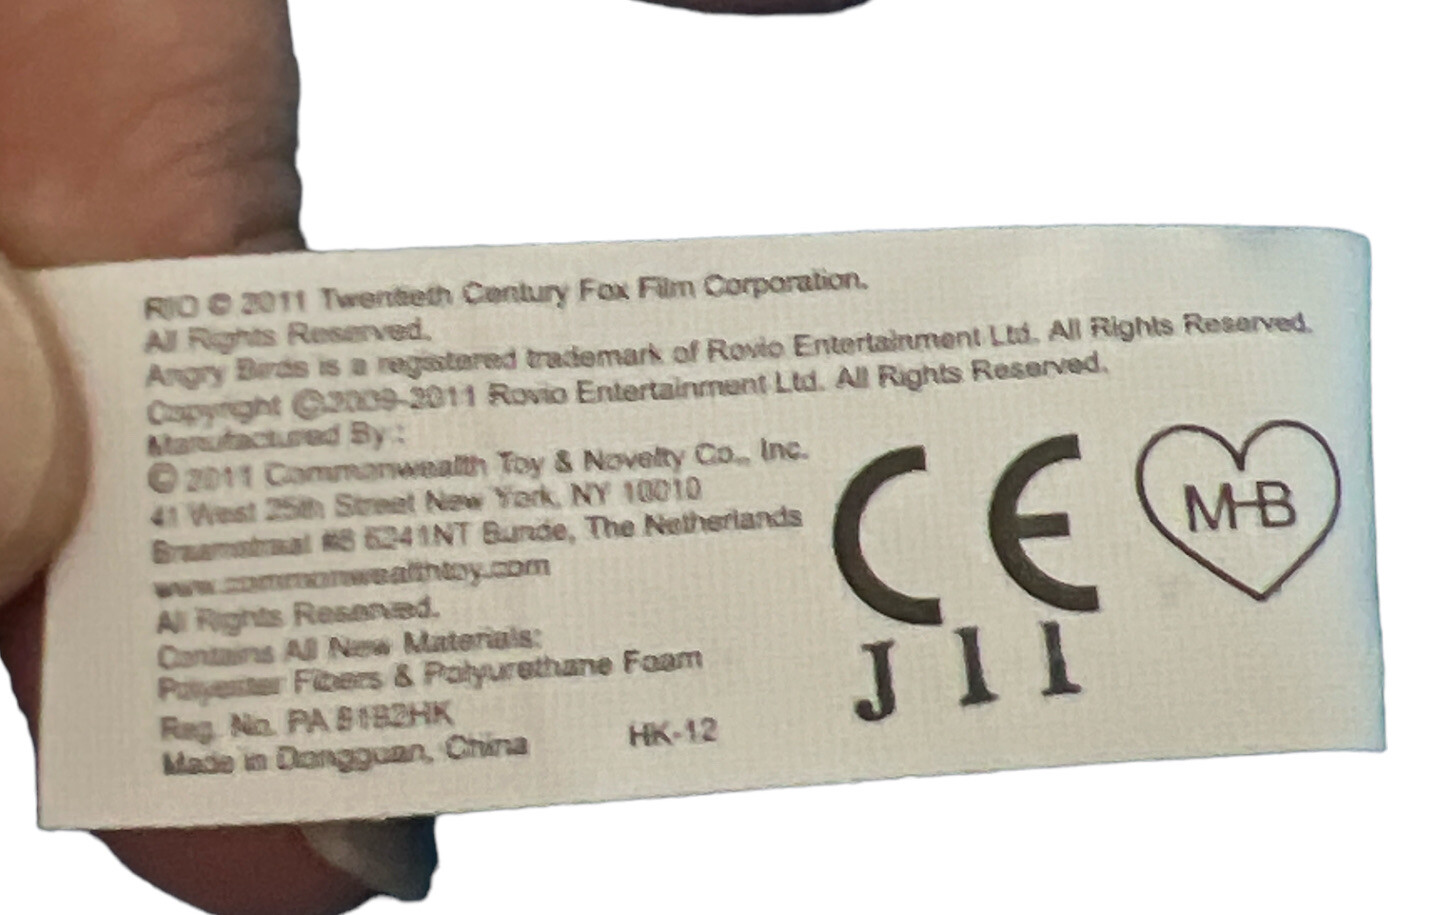 RIO © 2011 Twentieth Century Fox Film Corporation.
All Rights Reserved.
Angry Birds is a registered trademark of Rovio Entertainment Ltd. All Rights Reserved.
Copyright ©2009-2011 Rovio Entertainment Ltd. All Rights Reserved.
Manufactured By :
© 2011 Commonwealth Toy & Novelty Co., Inc.
41 West 25th Street New York, NY 10010
#8 6241NT Bunde, The Netherlands
www.commonwealthtoy.com
All Rights Reserved.
Contains All New Materials:
Polyester Fibers & Polyurethane Foam
Reg. No. PA
Made in Dongguan, China
HK-12
CE
J 1 1
M-B